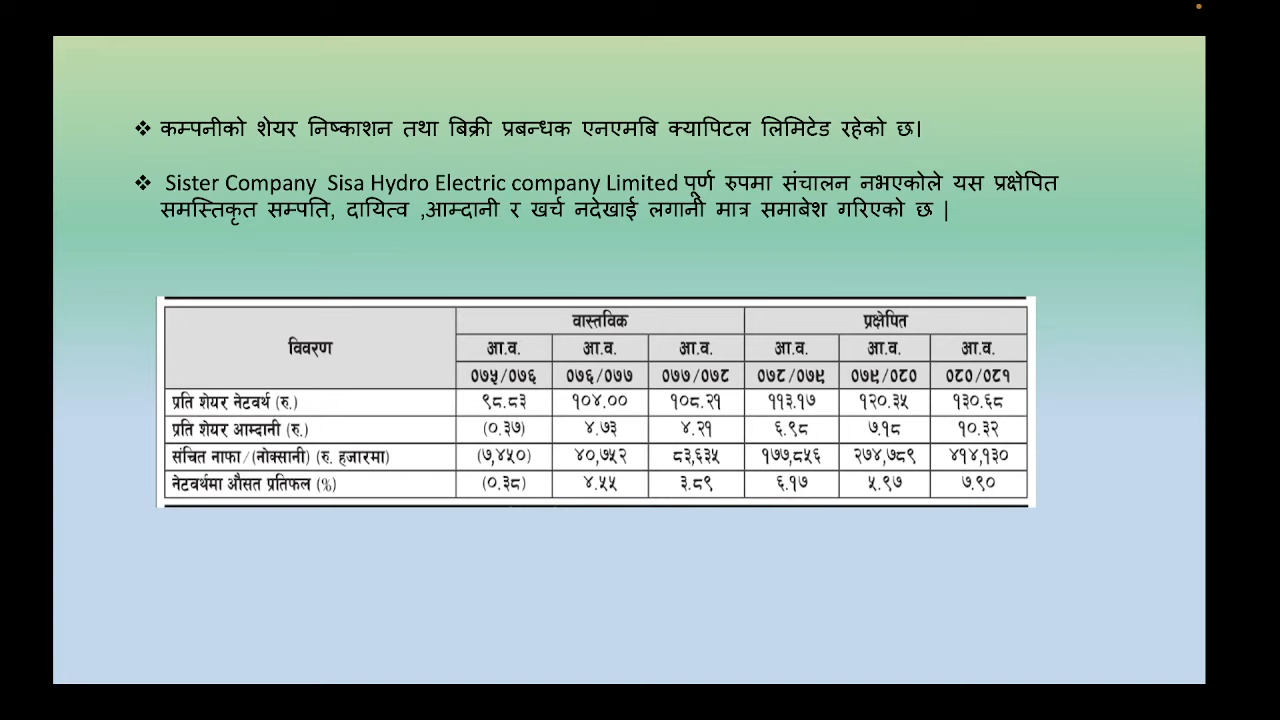 ❖ कम्पनीको शेयर निष्काशन तथा बिक्री प्रबन्धक एनएमबि क्यापिटल लिमिटेड रहेको छ।
❖ Sister Company Sisa Hydro Electric company Limited पूर्ण रुपमा संचालन नभएकोले यस प्रक्षेपित
समस्तिकृत सम्पति, दायित्व ,आम्दानी र खर्च नदेखाई लगानी मात्र समाबेश गरिएको छ |
विवरण वास्तविक प्रक्षेपित
आ.व. आ.व. आ.व. आ.व. आ.व. आ.व.
०७५/०७६ ०७६/०७७ ०७७/०७८ ०७८/०७९ ०७९/०८० ०८०/०८१
प्रति शेयर नेटवर्थ (रु.) ९८.८३ १०४.०० १०८.२१ ११३.१७ १२०.३५ १३०.६८
प्रति शेयर आम्दानी (रु.) (०.३७) ४.७३ ४.२१ ६.९८ ७.१८ १०.३२
संचित नाफा/(नोक्सानी) (रु. हजारमा) (७,४५०) ४०,७५२ ८३,६३५ १७७,८५६ २७४,७८९ ४१४,१३०
नेटवर्थमा औसत प्रतिफल (%) (०.३८) ४.५५ ३.८९ ६.१७ ५.९७ ७.९०